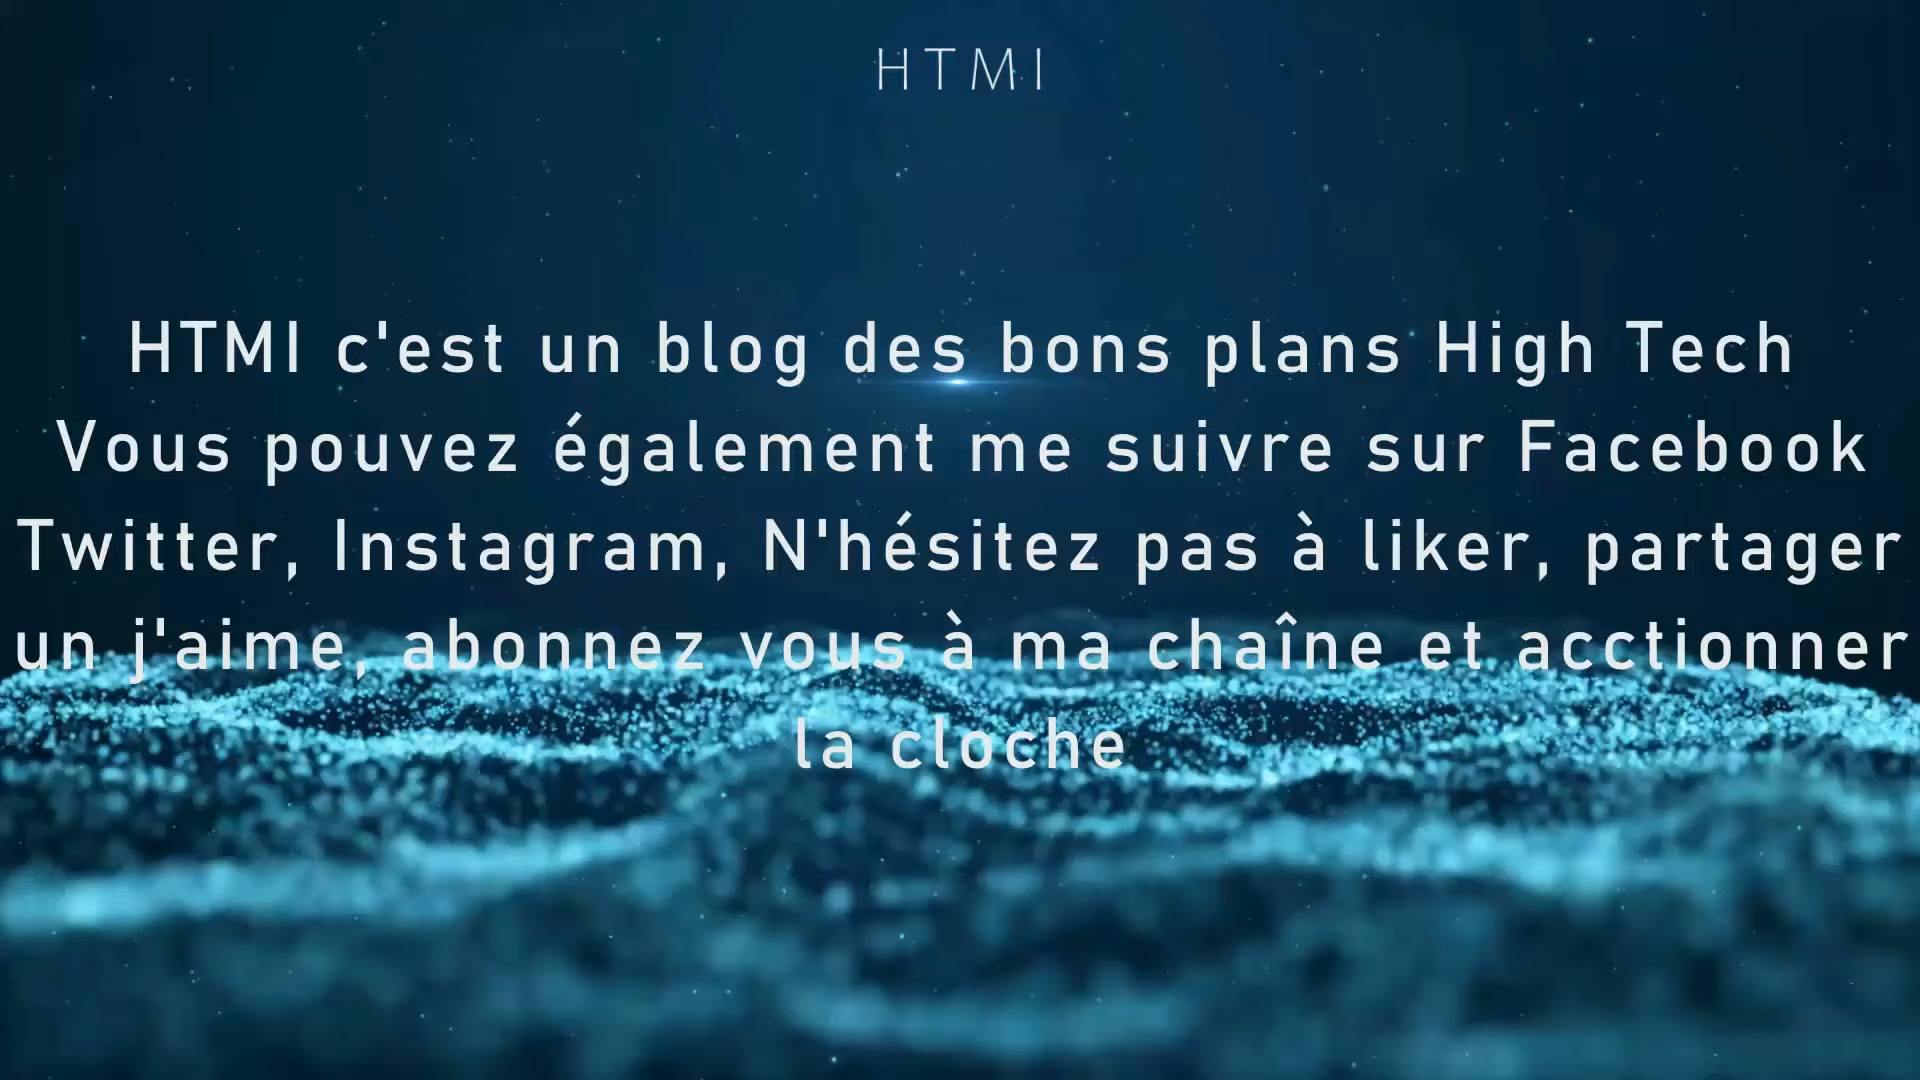 HTMI
HTMI c'est un blog des bons plans High Tech
Vous pouvez également me suivre sur Facebook
Twitter, Instagram, N'hésitez pas à liker, partager
un j'aime, abonnez vous à ma chaîne et acctionner
la cloche